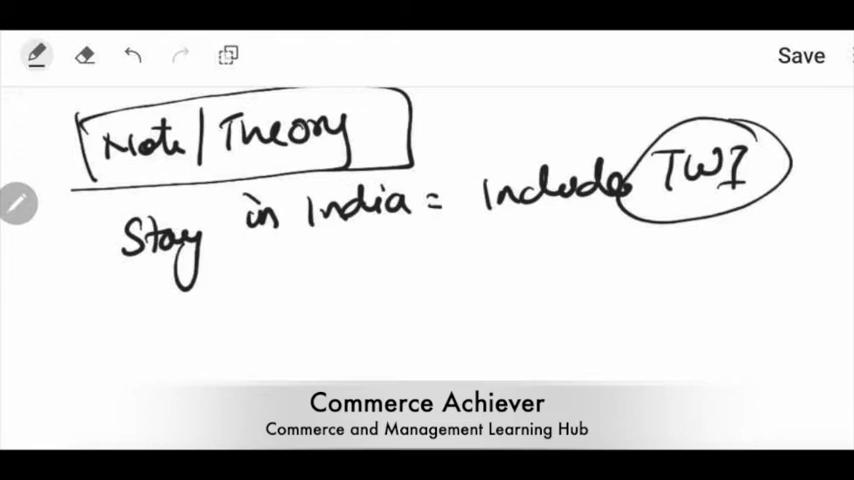 Save
Note/Theory
Stay in India = Include TWI
Commerce Achiever
Commerce and Management Learning Hub